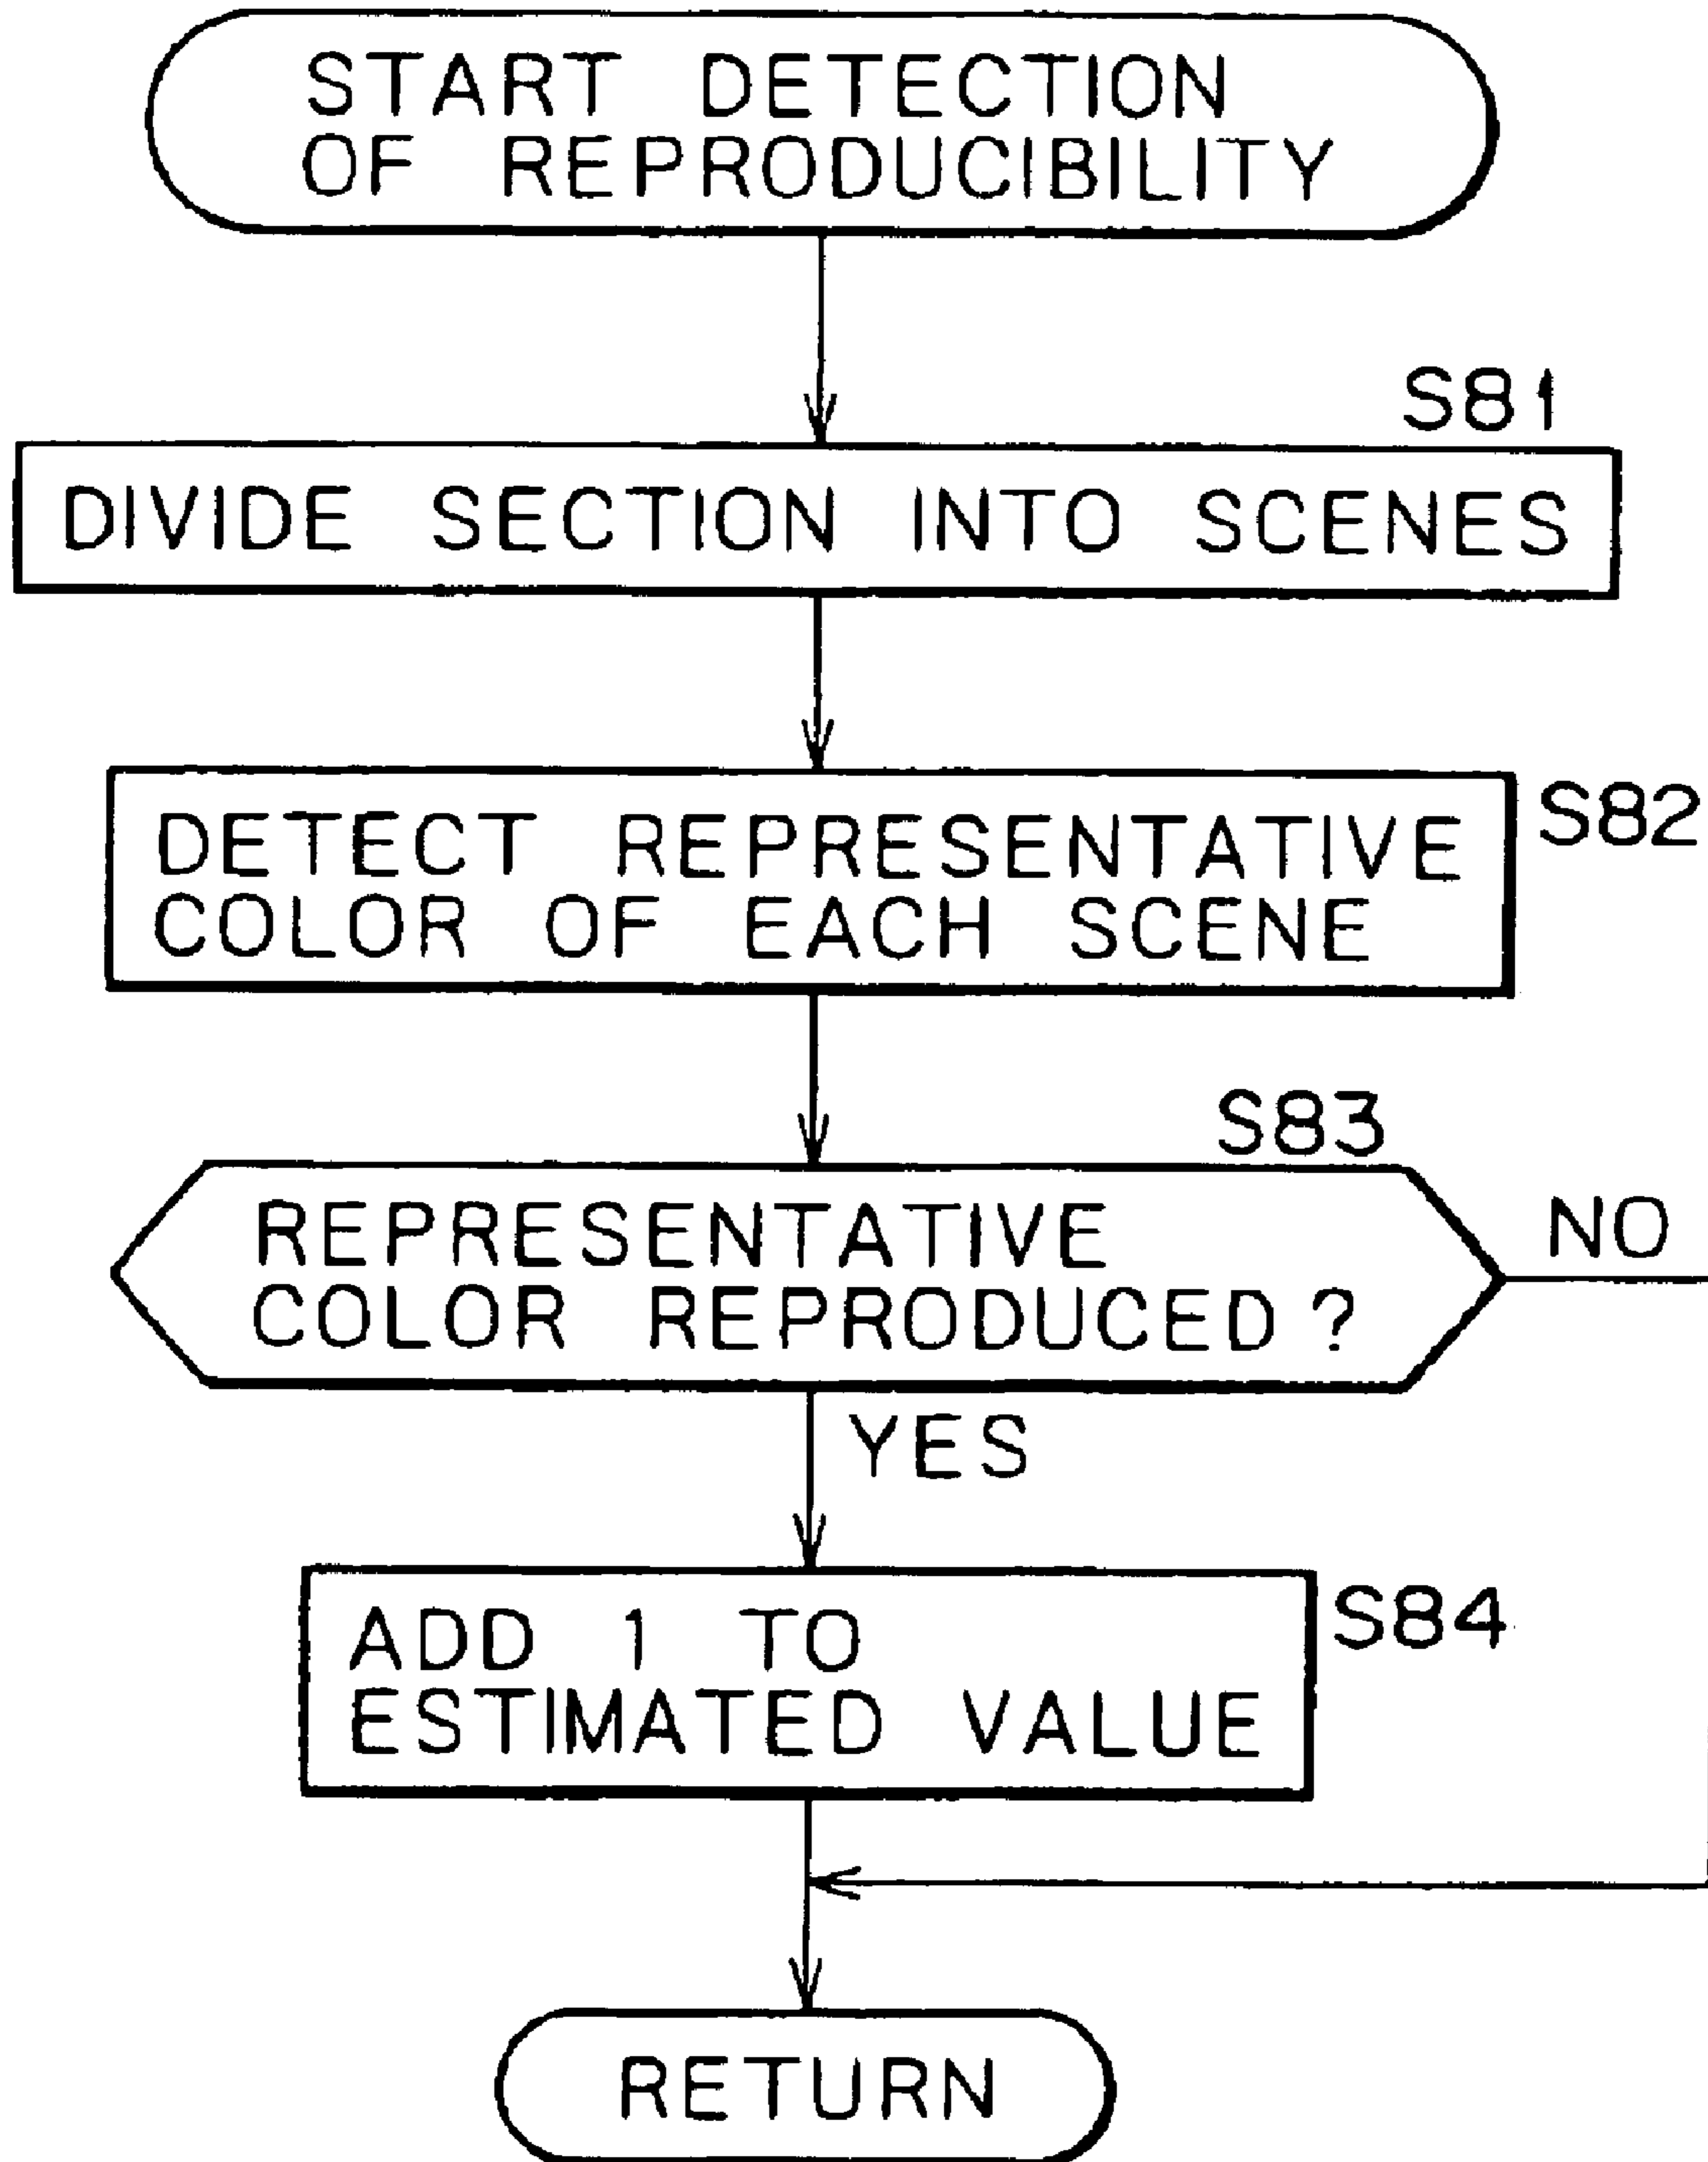 START DETECTION
OF REPRODUCIBILITY
S81
DIVIDE SECTION INTO SCENES
S82
DETECT REPRESENTATIVE
COLOR OF EACH SCENE
S83
REPRESENTATIVE
COLOR REPRODUCED ?
NO
YES
S84
ADD 1 TO
ESTIMATED VALUE
RETURN